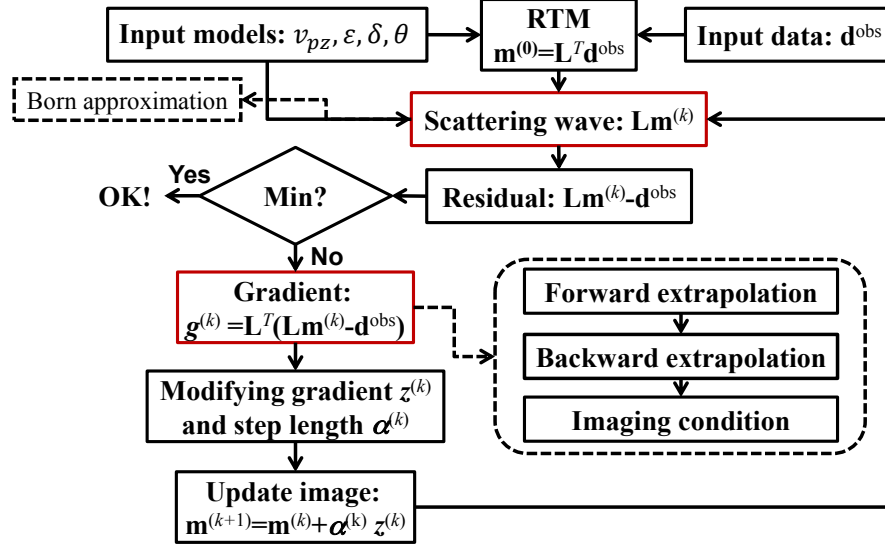 Input models: v_pz, ε, δ, θ
RTM
m^(0)=L^T d^obs
Input data: d^obs
Born approximation
Scattering wave: Lm^(k)
Yes
OK!
Min?
Residual: Lm^(k)-d^obs
No
Gradient:
g^(k) =L^T(Lm^(k)-d^obs)
Forward extrapolation
Backward extrapolation
Imaging condition
Modifying gradient z^(k)
and step length α^(k)
Update image:
m^(k+1)=m^(k)+α^(k) z^(k)